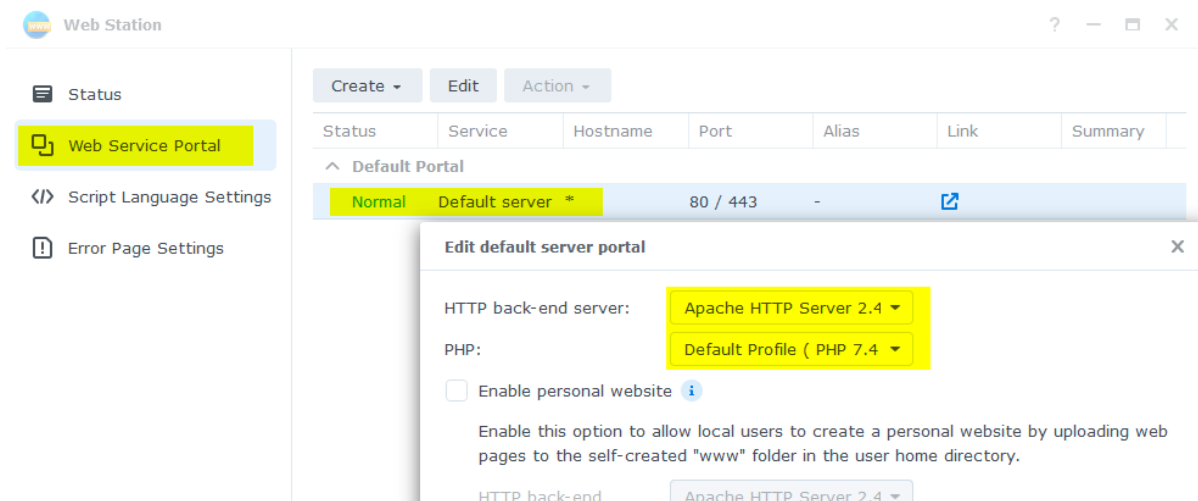 Web Station
?
Status
Web Service Portal
</> Script Language Settings
Error Page Settings
Create Edit Action
Status Service Hostname Port Alias Link Summary
Default Portal
Normal Default server * 80 / 443 -
Edit default server portal
HTTP back-end server: Apache HTTP Server 2.4
PHP: Default Profile ( PHP 7.4
Enable personal website i
Enable this option to allow local users to create a personal website by uploading web
pages to the self-created "www" folder in the user home directory.
HTTP back-end Apache HTTP Server 2.4